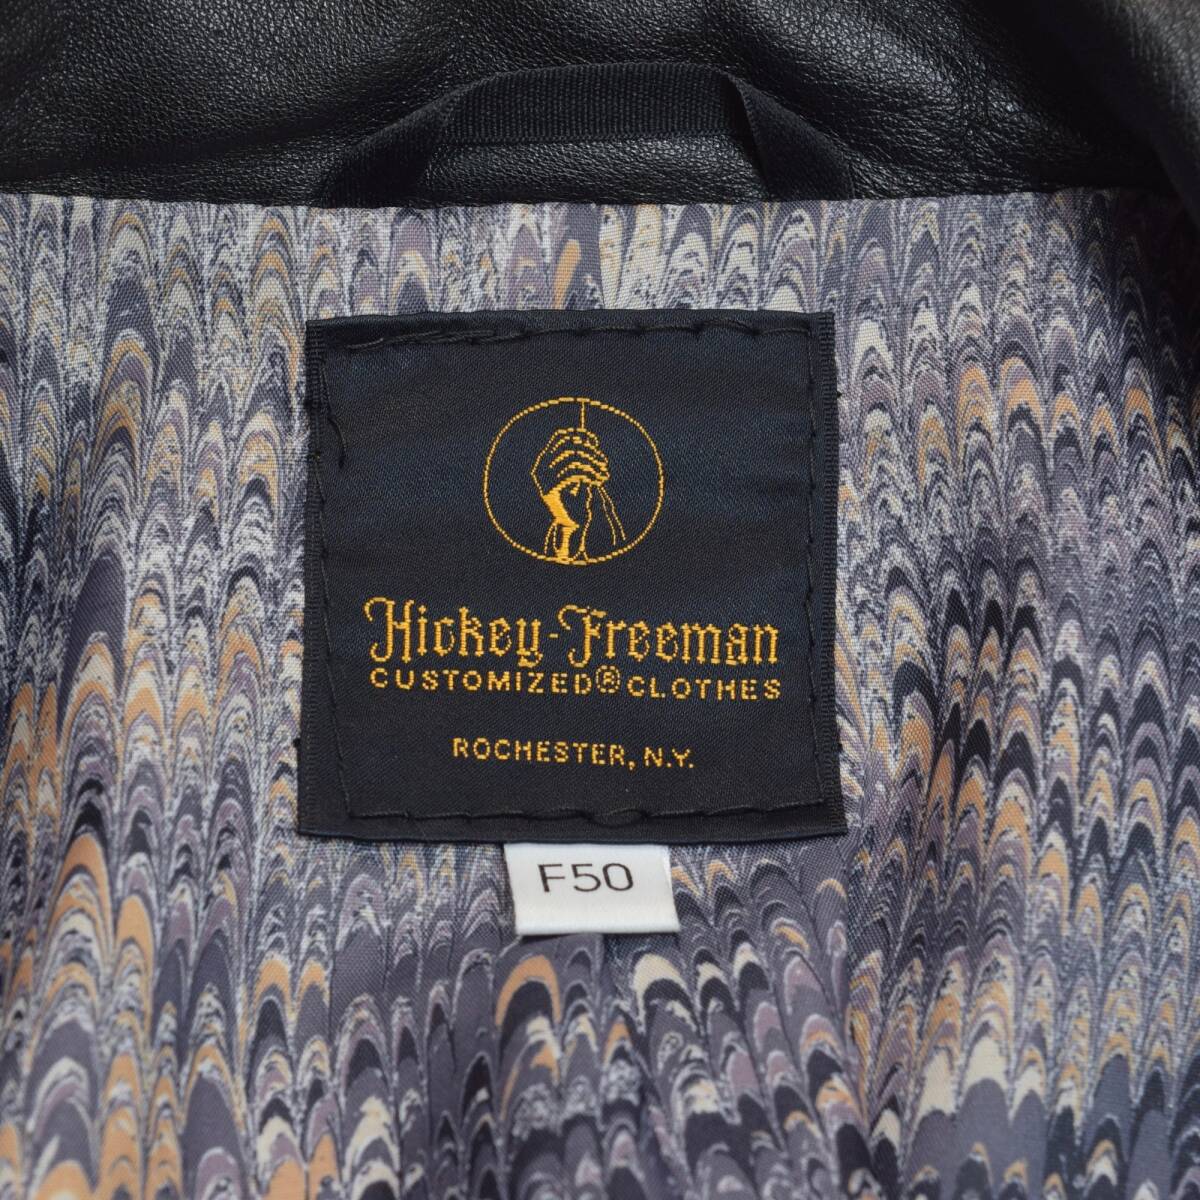 Hickey-Freeman
CUSTOMIZED® CLOTHES
ROCHESTER, N.Y.
F50